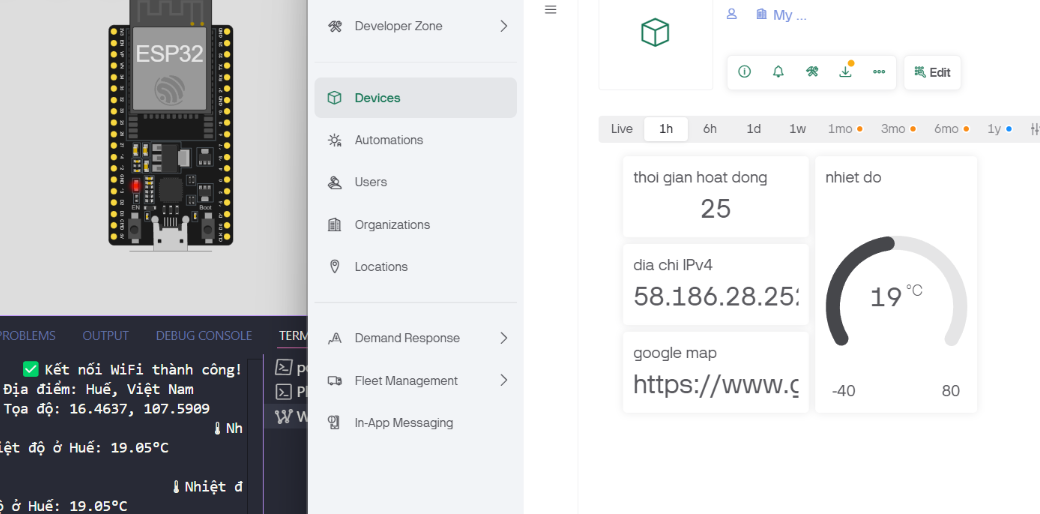 ESP32
EN
Boot
PROBLEMS
OUTPUT
DEBUG CONSOLE
TERM
✅ Kết nối WiFi thành công!
Địa điểm: Huế, Việt Nam
Tọa độ: 16.4637, 107.5909
🌡Nh
iệt độ ở Huế: 19.05°C
🌡Nhiệt đ
ộ ở Huế: 19.05°C
Developer Zone
Devices
Automations
Users
Organizations
Locations
Demand Response
Fleet Management
In-App Messaging
My ...
Edit
Live 1h 6h 1d 1w 1mo 3mo 6mo 1y
thoi gian hoat dong
25
dia chi IPv4
58.186.28.252
google map
https://www.g
nhiet do
19 °C
-40 80